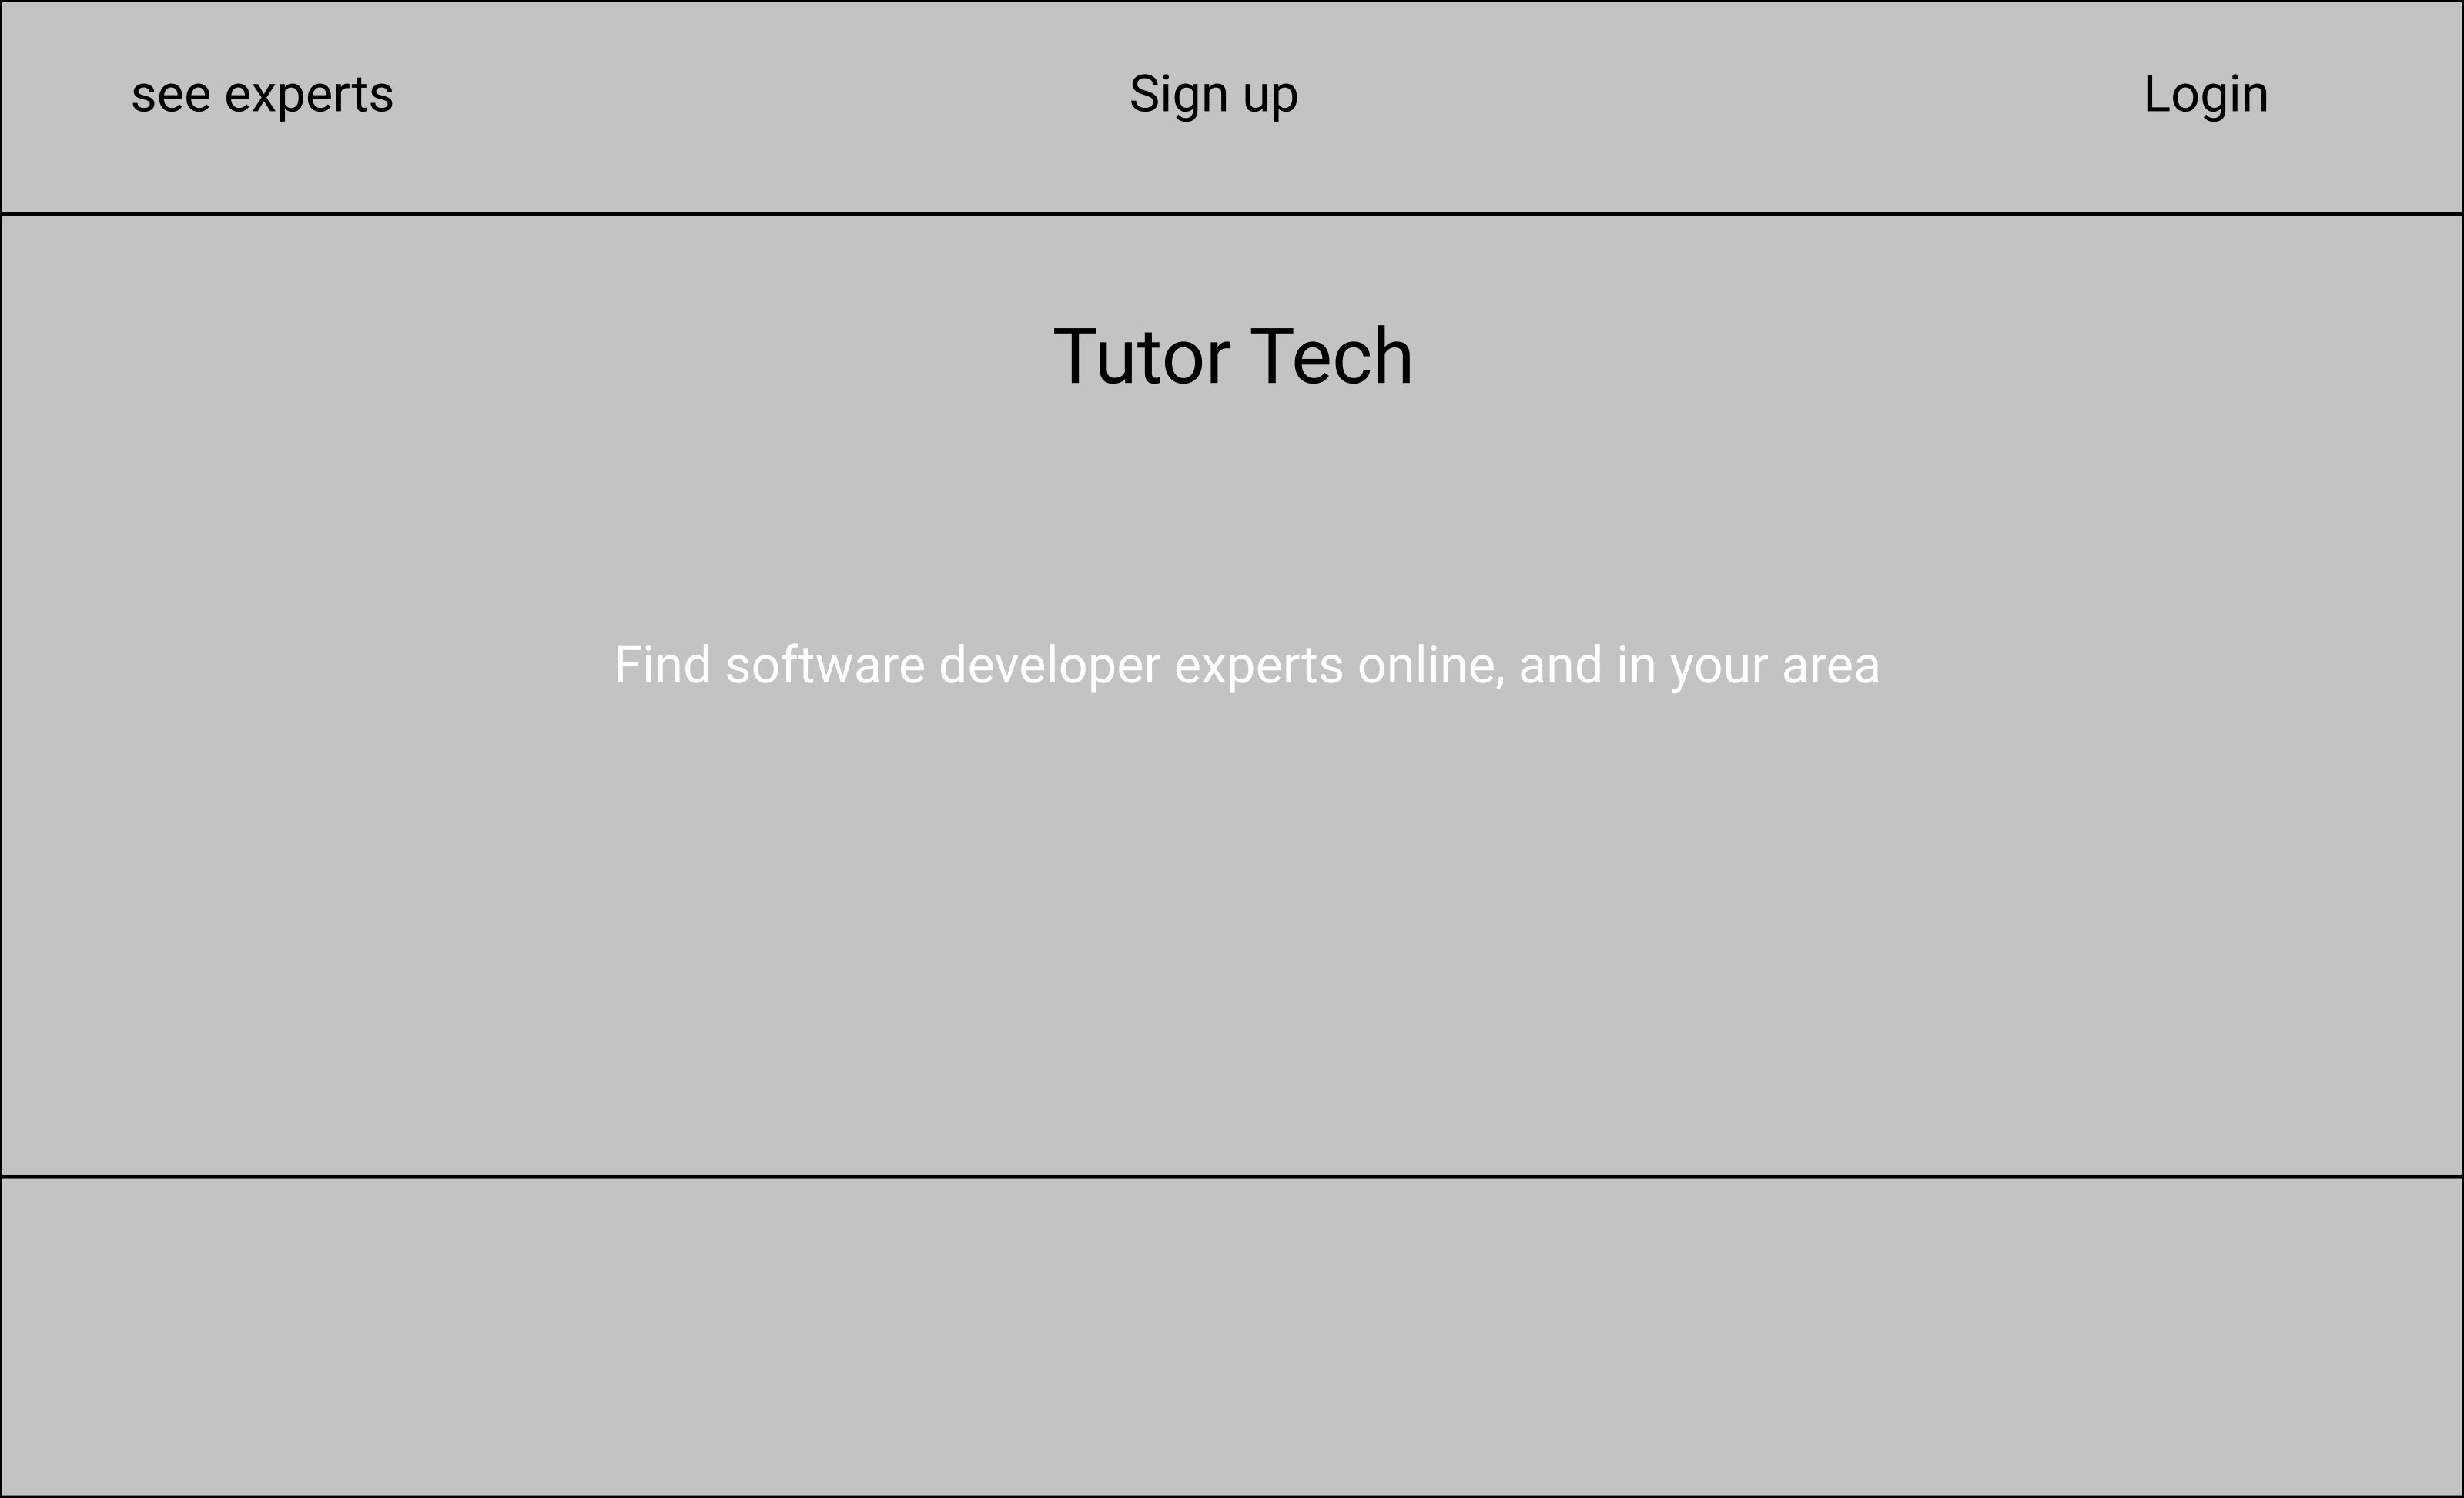 see experts
Sign up
Login
Tutor Tech
Find software developer experts online, and in your area